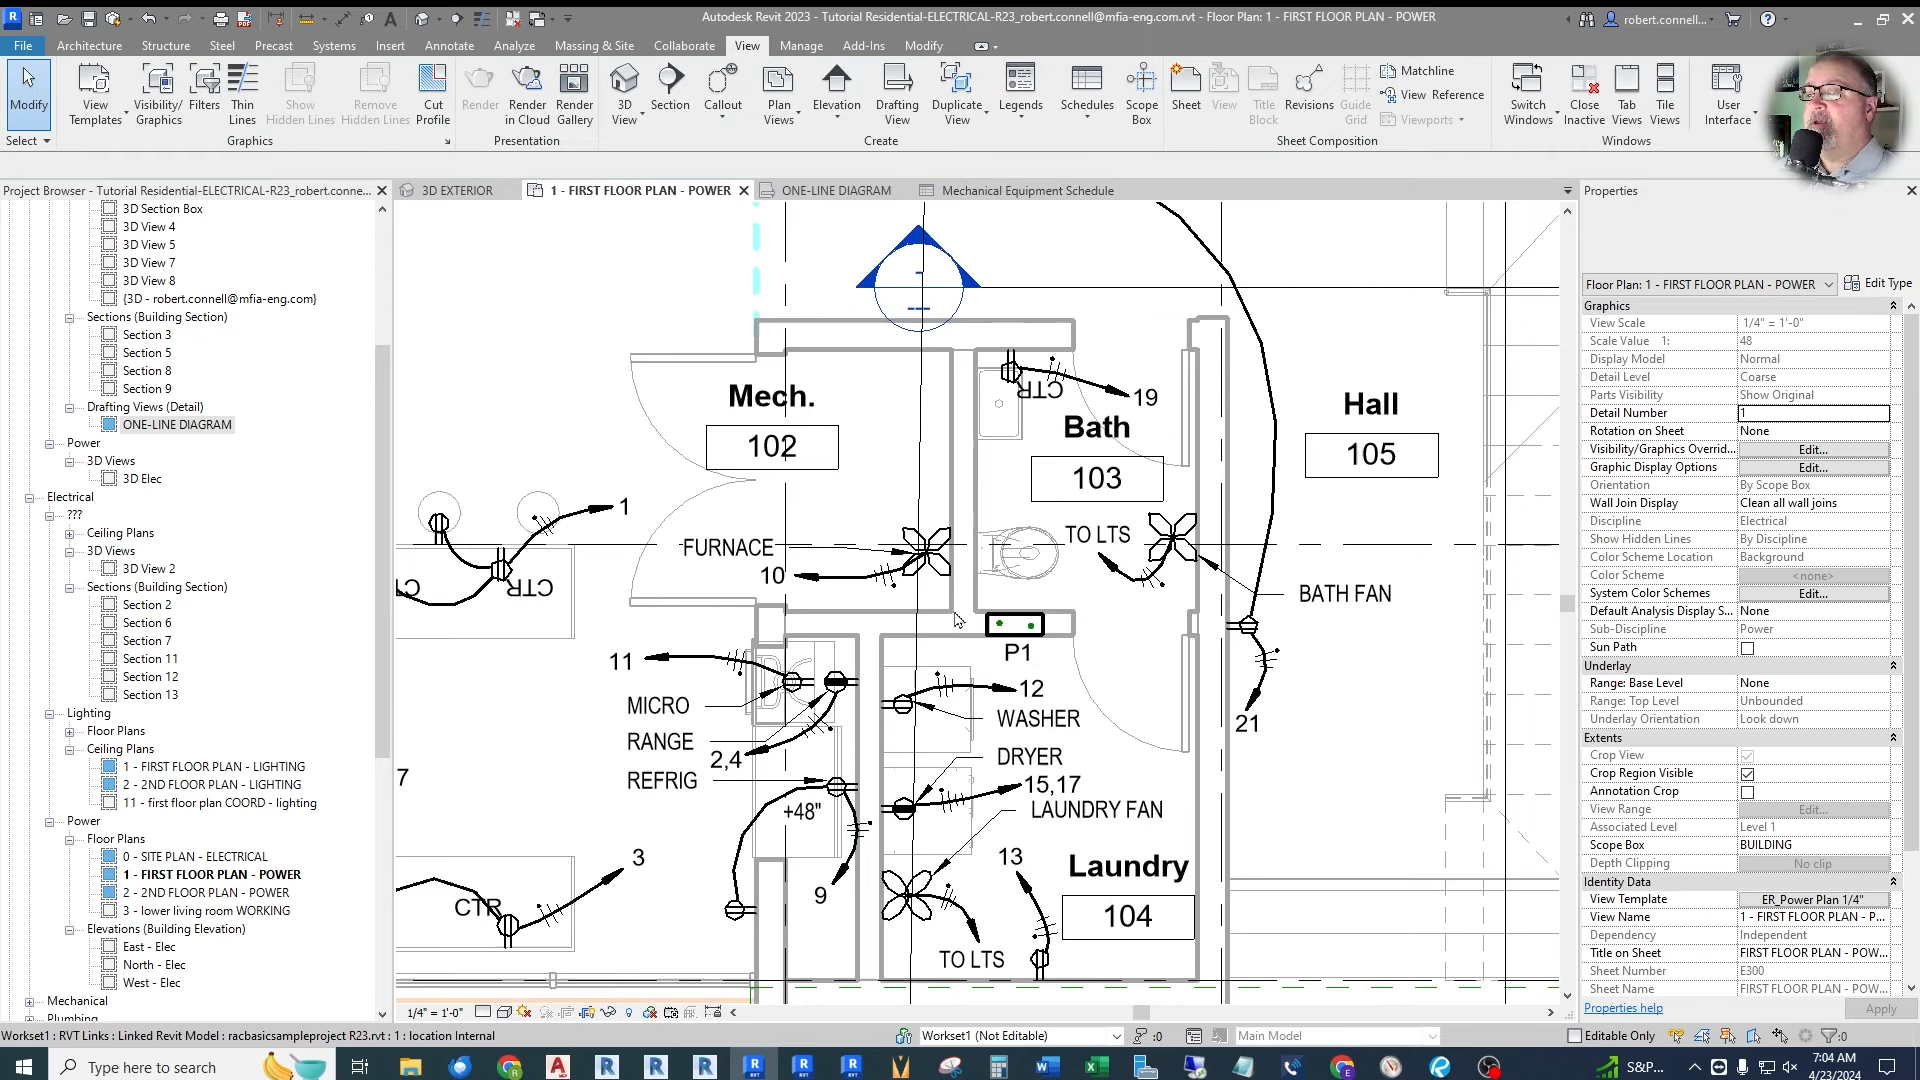 Autodesk Revit 2023 - Tutorial Residential-ELECTRICAL-R23_robert.connell@mfia-eng.com.rvt - Floor Plan: 1 - FIRST FLOOR PLAN - POWER
robert.connell...
File Architecture Structure Steel Precast Systems Insert Annotate Analyze Massing & Site Collaborate View Manage Add-Ins Modify
Modify
View Templates
Visibility/ Graphics
Filters
Thin Lines
Show Hidden Lines
Remove Hidden Lines
Cut Profile
Render
Render in Cloud
Render Gallery
3D View
Section
Callout
Plan Views
Elevation
Drafting View
Duplicate View
Legends
Schedules
Scope Box
Sheet
View
Title Block
Revisions
Guide Grid
Matchline
View Reference
Viewports
Switch Windows
Close Inactive
Tab Views
Tile Views
User Interface
Select Graphics Presentation Create Sheet Composition Windows
Project Browser - Tutorial Residential-ELECTRICAL-R23_robert.conne...
3D Section Box
3D View 4
3D View 5
3D View 7
3D View 8
{3D - robert.connell@mfia-eng.com}
Sections (Building Section)
Section 3
Section 5
Section 8
Section 9
Drafting Views (Detail)
ONE-LINE DIAGRAM
Power
3D Views
3D Elec
Electrical
???
Ceiling Plans
3D Views
3D View 2
Sections (Building Section)
Section 2
Section 6
Section 7
Section 11
Section 12
Section 13
Lighting
Floor Plans
Ceiling Plans
1 - FIRST FLOOR PLAN - LIGHTING
2 - 2ND FLOOR PLAN - LIGHTING
11 - first floor plan COORD - lighting
Power
Floor Plans
0 - SITE PLAN - ELECTRICAL
1 - FIRST FLOOR PLAN - POWER
2 - 2ND FLOOR PLAN - POWER
3 - lower living room WORKING
Elevations (Building Elevation)
East - Elec
North - Elec
West - Elec
Mechanical
Plumbing
3D EXTERIOR
1 - FIRST FLOOR PLAN - POWER
ONE-LINE DIAGRAM
Mechanical Equipment Schedule
Mech.
102
CTR
19
Bath
103
Hall
105
1
FURNACE
10
TO LTS
BATH FAN
CTR
P1
11
12
MICRO
WASHER
21
RANGE
2,4
DRYER
REFRIG
15,17
+48"
LAUNDRY FAN
7
3
13
Laundry
9
CTR
104
TO LTS
1/4" = 1'-0"
Properties
Floor Plan: 1 - FIRST FLOOR PLAN - POWER Edit Type
Graphics
View Scale 1/4" = 1'-0"
Scale Value 1: 48
Display Model Normal
Detail Level Coarse
Parts Visibility Show Original
Detail Number 1
Rotation on Sheet None
Visibility/Graphics Overrid... Edit...
Graphic Display Options Edit...
Orientation By Scope Box
Wall Join Display Clean all wall joins
Discipline Electrical
Show Hidden Lines By Discipline
Color Scheme Location Background
Color Scheme <none>
System Color Schemes Edit...
Default Analysis Display S... None
Sub-Discipline Power
Sun Path
Underlay
Range: Base Level None
Range: Top Level Unbounded
Underlay Orientation Look down
Extents
Crop View
Crop Region Visible
Annotation Crop
View Range Edit...
Associated Level Level 1
Scope Box BUILDING
Depth Clipping No clip
Identity Data
View Template ER_Power Plan 1/4"
View Name 1 - FIRST FLOOR PLAN - P...
Dependency Independent
Title on Sheet FIRST FLOOR PLAN - POW...
Sheet Number E300
Sheet Name FIRST FLOOR PLAN - POW...
Properties help Apply
Workset1 : RVT Links : Linked Revit Model : racbasicsampleproject R23.rvt : 1 : location Internal
Workset1 (Not Editable)
:0
Main Model
Editable Only
:0
Type here to search
S&P...
7:04 AM
4/23/2024